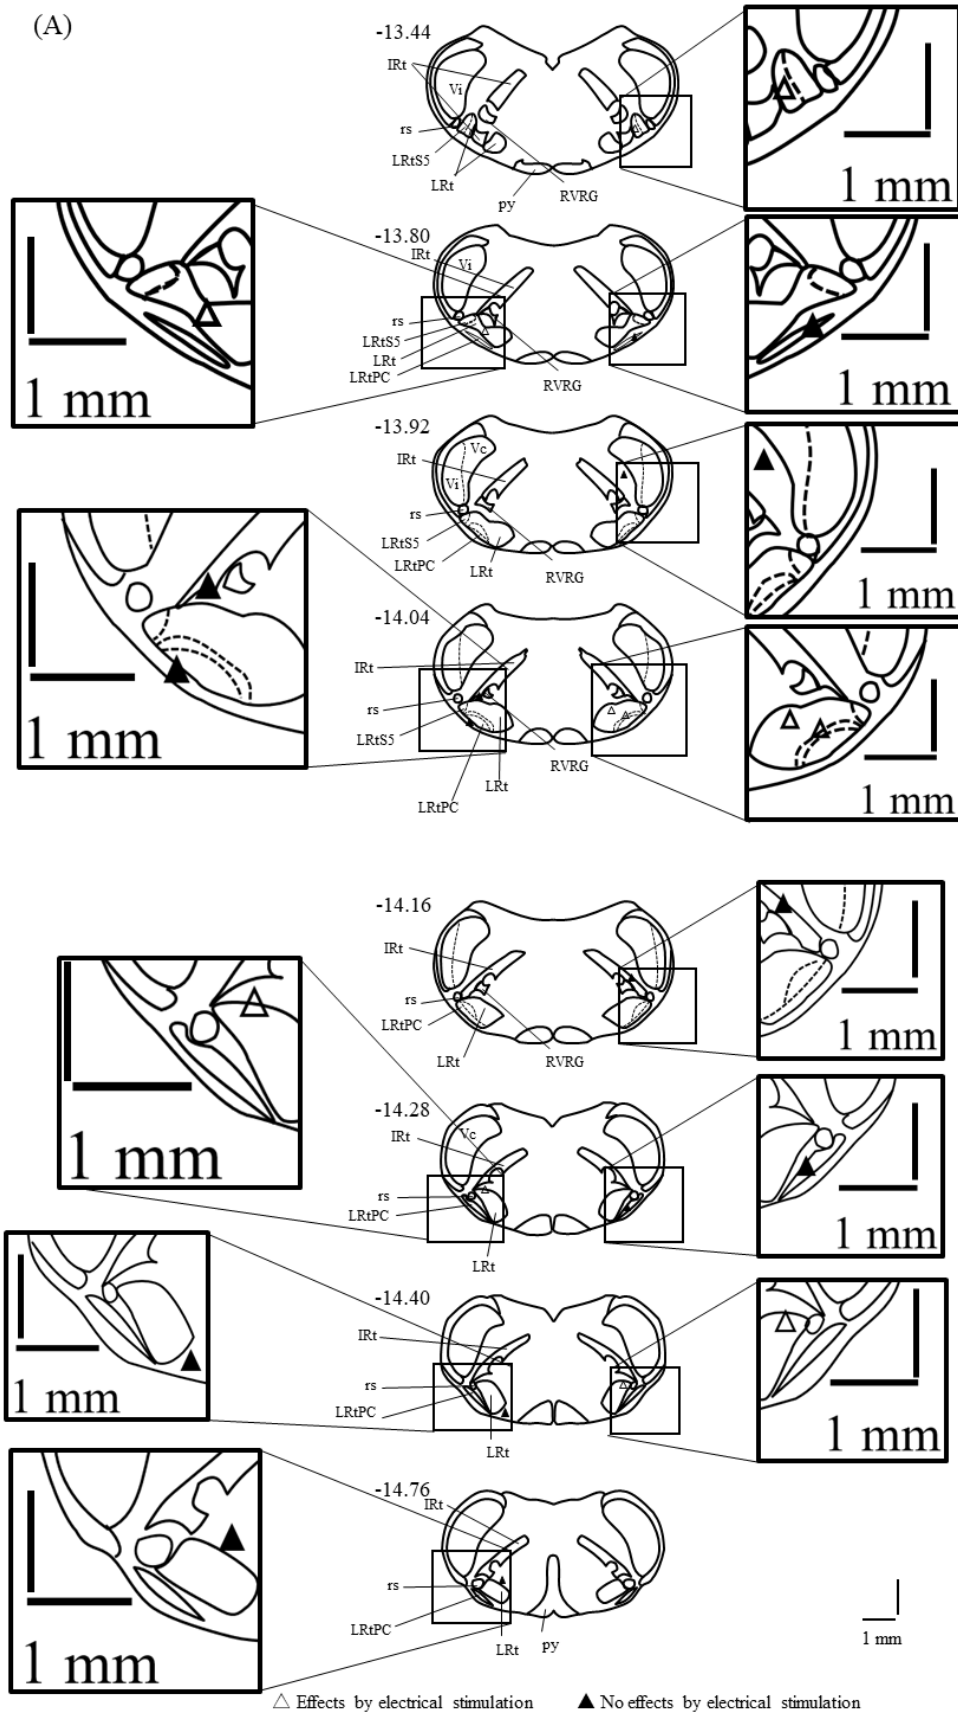 (A)
-13.44
IRt
Vi
rs
LRtS5
LRt
py
RVRG
1 mm
-13.80
IRt
Vi
rs
LRtS5
LRt
LRtPC
RVRG
1 mm
1 mm
-13.92
Vc
IRt
Vi
rs
LRtS5
LRtPC
LRt
RVRG
1 mm
-14.04
IRt
rs
LRtS5
RVRG
LRt
LRtPC
1 mm
1 mm
-14.16
IRt
rs
LRtPC
LRt
RVRG
1 mm
-14.28
Vc
IRt
rs
LRtPC
LRt
1 mm
1 mm
-14.40
IRt
rs
LRtPC
LRt
1 mm
1 mm
-14.76
IRt
rs
LRtPC
LRt
py
1 mm
1 mm
△ Effects by electrical stimulation ▲ No effects by electrical stimulation